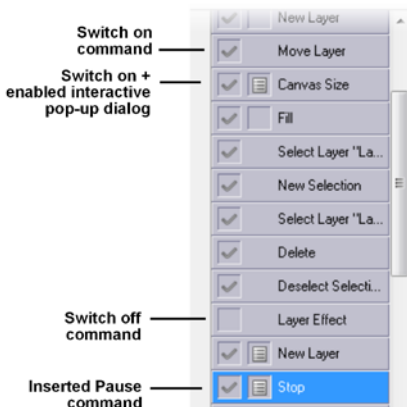 New Layer
Switch on
command
Move Layer
Switch on +
enabled interactive
pop-up dialog
Canvas Size
Fill
Select Layer "La...
New Selection
Select Layer "La...
Delete
Deselect Selecti...
Switch off
command
Layer Effect
New Layer
Inserted Pause
command
Stop